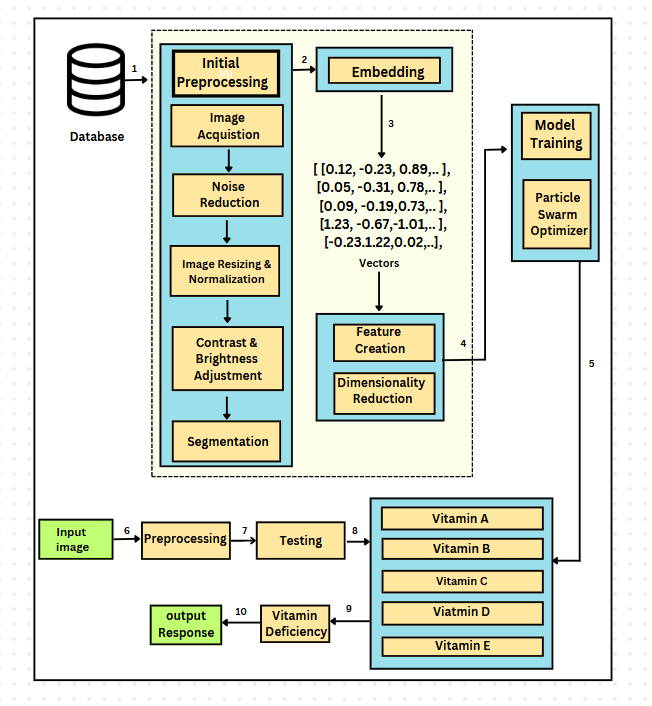 Database
1
Initial
Preprocessing
Image
Acquistion
Noise
Reduction
Image Resizing &
Normalization
Contrast &
Brightness
Adjustment
Segmentation
2
Embedding
3
[ [0.12, -0.23, 0.89,.. ],
[0.05, -0.31, 0.78,.. ],
[0.09, -0.19,0.73,.. ],
[1.23, -0.67,-1.01,.. ],
[-0.23.1.22,0.02,..],
Vectors
Feature
Creation
Dimensionality
Reduction
4
Model
Training
Particle
Swarm
Optimizer
5
Input
image
6
Preprocessing
7
Testing
8
Vitamin A
Vitamin B
Vitamin C
Viatmin D
Vitamin E
9
Vitamin
Deficiency
10
output
Response